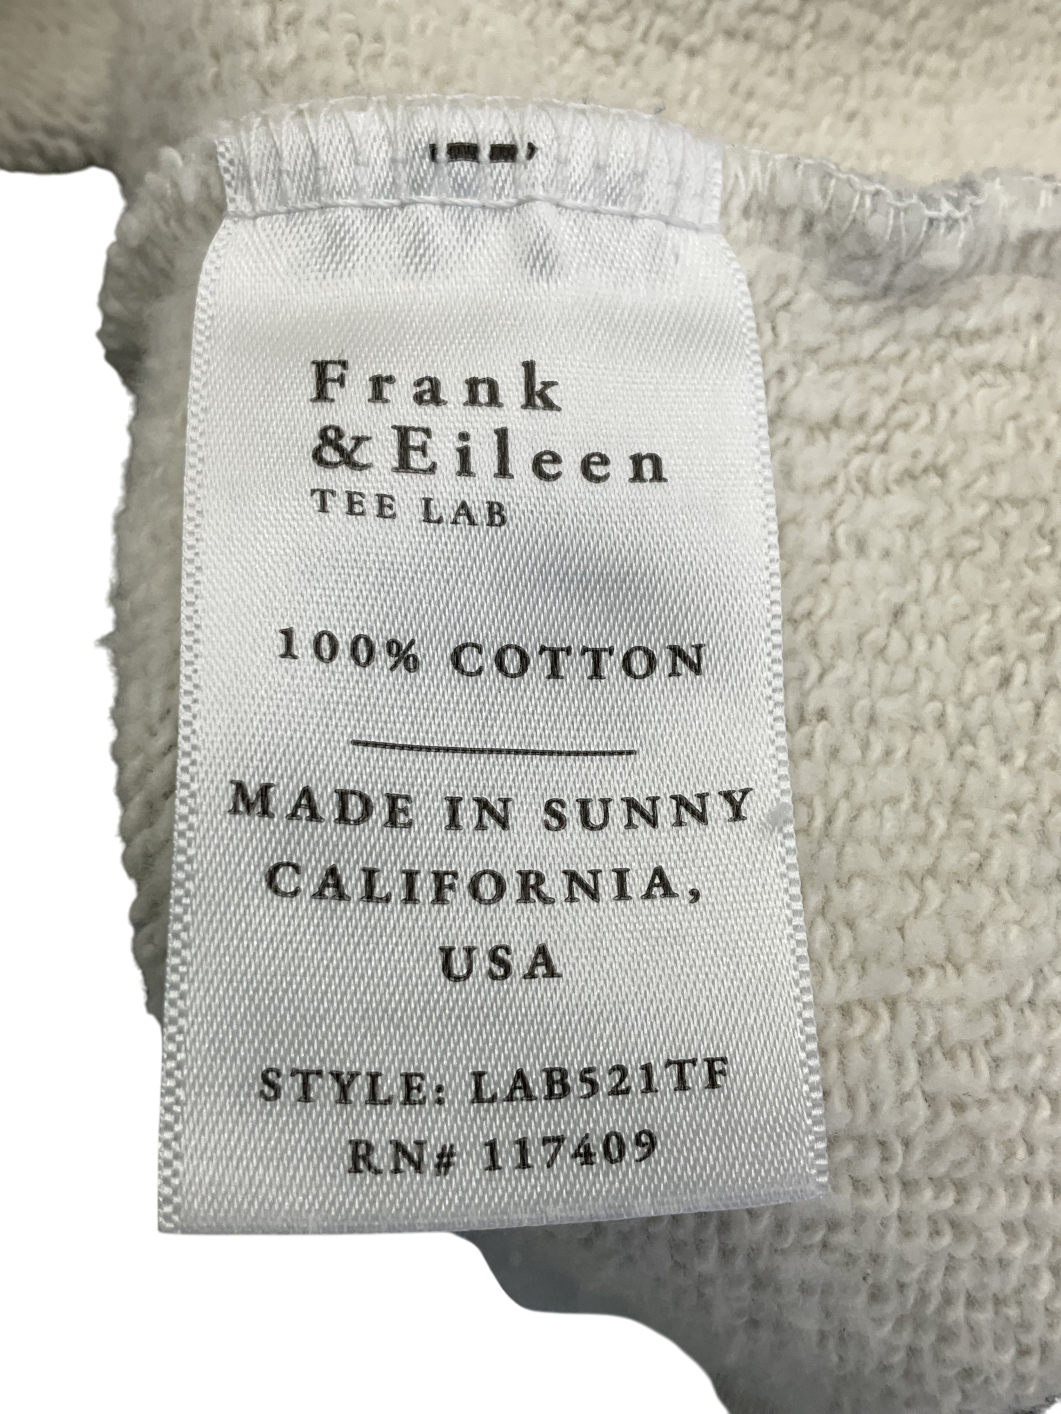 Frank
&Eileen
TEE LAB
100% COTTON
MADE IN SUNNY
CALIFORNIA,
USA
STYLE: LAB521TF
RN# 117409